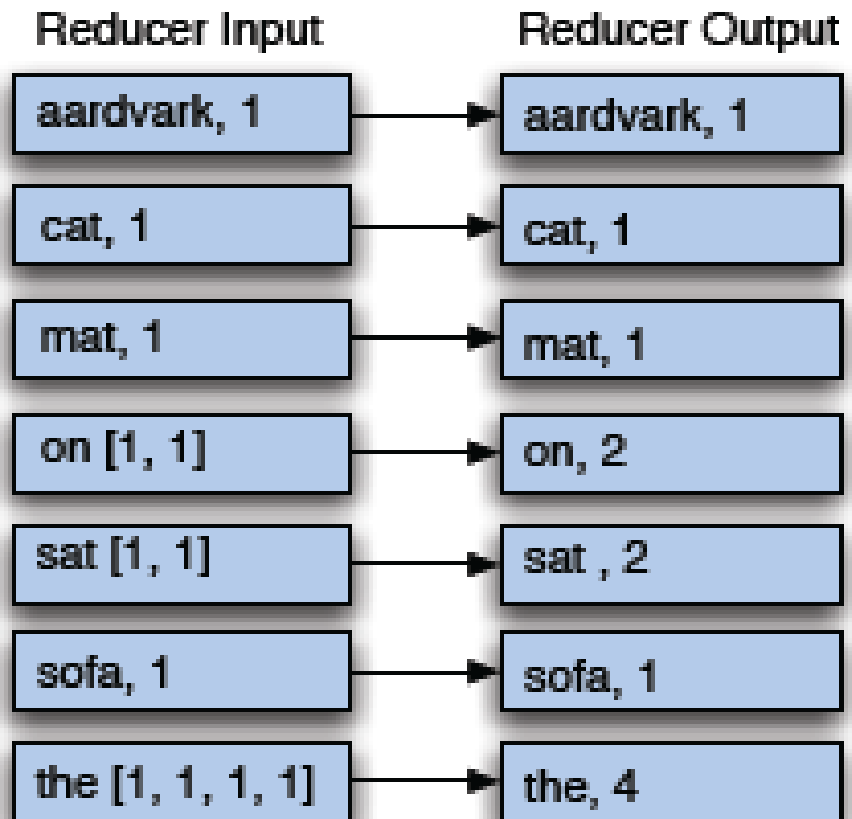 Reducer Input Reducer Output
aardvark, 1 aardvark, 1
cat, 1 cat, 1
mat, 1 mat, 1
on [1, 1] on, 2
sat [1, 1] sat , 2
sofa, 1 sofa, 1
the [1, 1, 1, 1] the, 4